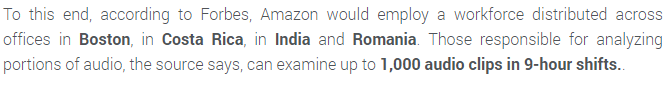 To this end, according to Forbes, Amazon would employ a workforce distributed across
offices in Boston, in Costa Rica, in India and Romania. Those responsible for analyzing
portions of audio, the source says, can examine up to 1,000 audio clips in 9-hour shifts..